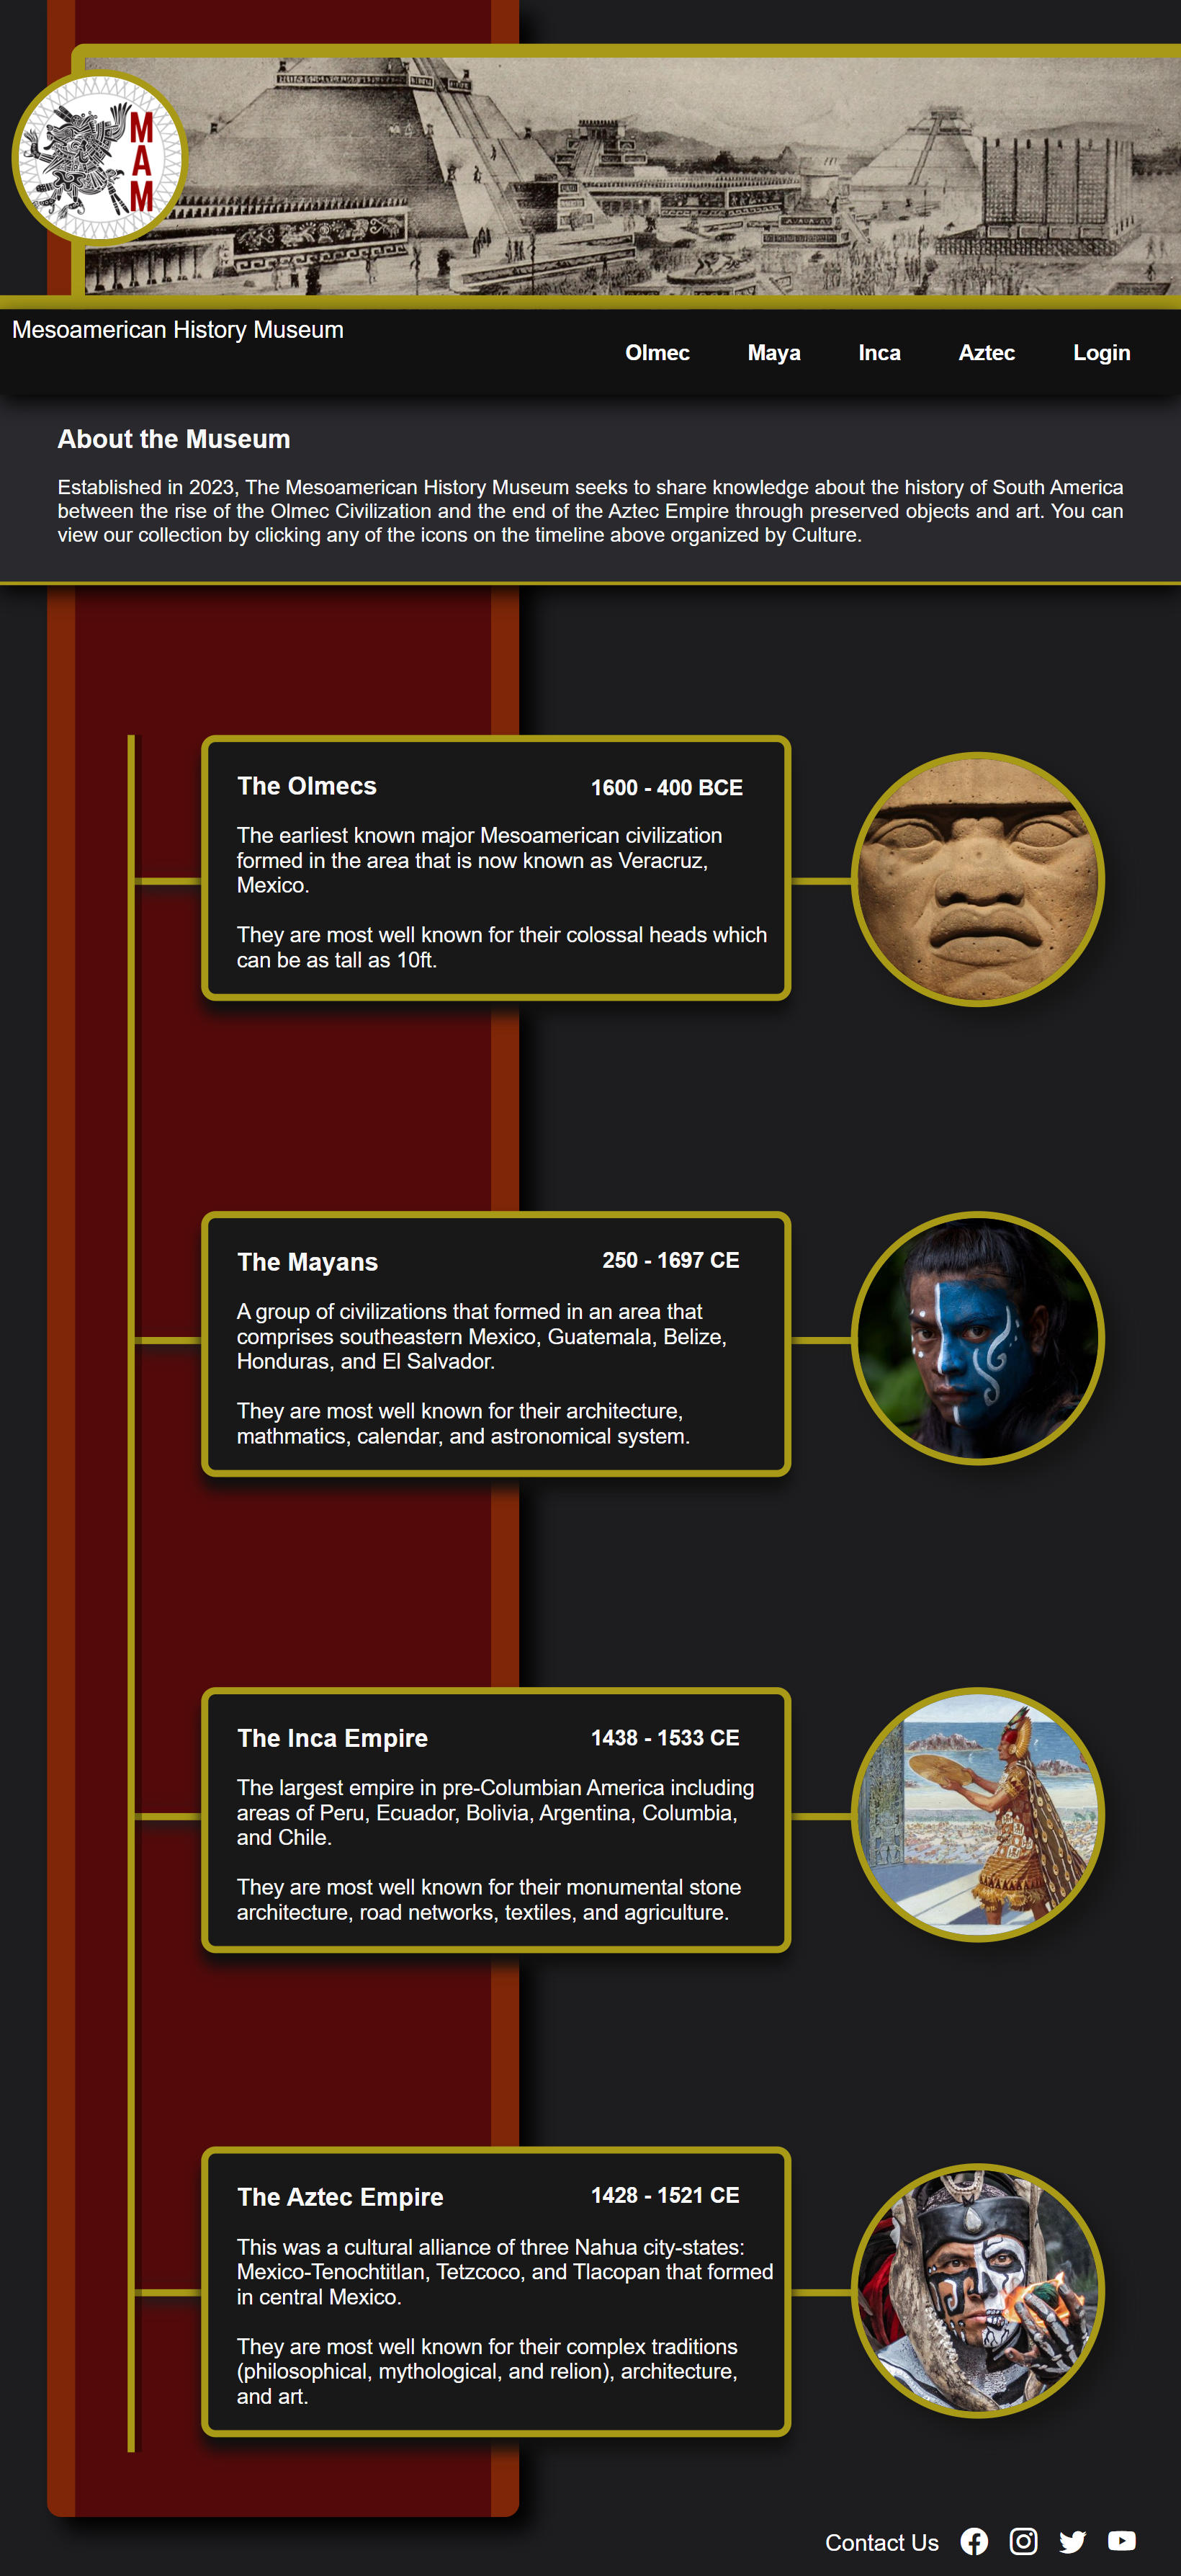 M
A
M
Mesoamerican History Museum
Olmec Maya Inca Aztec Login
About the Museum
Established in 2023, The Mesoamerican History Museum seeks to share knowledge about the history of South America
between the rise of the Olmec Civilization and the end of the Aztec Empire through preserved objects and art. You can
view our collection by clicking any of the icons on the timeline above organized by Culture.
The Olmecs 1600 - 400 BCE
The earliest known major Mesoamerican civilization
formed in the area that is now known as Veracruz,
Mexico.
They are most well known for their colossal heads which
can be as tall as 10ft.
The Mayans 250 - 1697 CE
A group of civilizations that formed in an area that
comprises southeastern Mexico, Guatemala, Belize,
Honduras, and El Salvador.
They are most well known for their architecture,
mathmatics, calendar, and astronomical system.
The Inca Empire 1438 - 1533 CE
The largest empire in pre-Columbian America including
areas of Peru, Ecuador, Bolivia, Argentina, Columbia,
and Chile.
They are most well known for their monumental stone
architecture, road networks, textiles, and agriculture.
The Aztec Empire 1428 - 1521 CE
This was a cultural alliance of three Nahua city-states:
Mexico-Tenochtitlan, Tetzcoco, and Tlacopan that formed
in central Mexico.
They are most well known for their complex traditions
(philosophical, mythological, and relion), architecture,
and art.
Contact Us